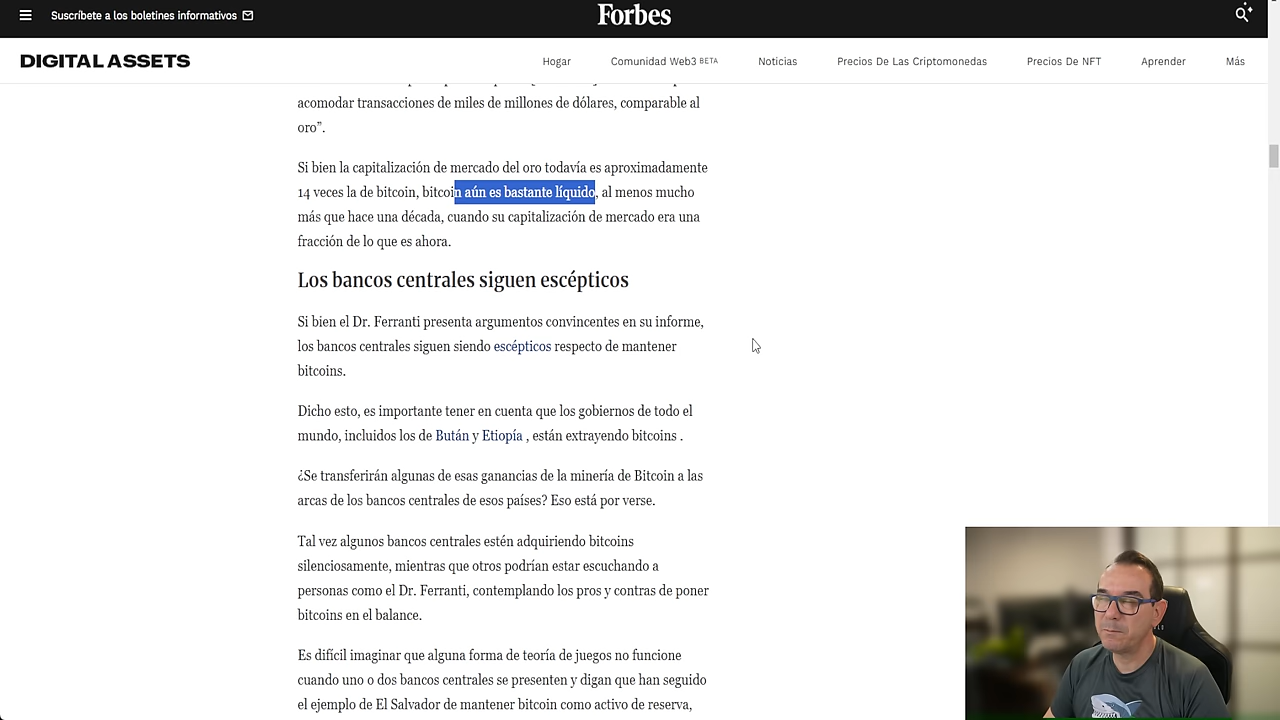 Suscríbete a los boletines informativos
Forbes
DIGITAL ASSETS
Hogar
Comunidad Web3 BETA
Noticias
Precios De Las Criptomonedas
Precios De NFT
Aprender
Más
acomodar transacciones de miles de millones de dólares, comparable al
oro”.
Si bien la capitalización de mercado del oro todavía es aproximadamente
14 veces la de bitcoin, bitcoin aún es bastante líquido, al menos mucho
más que hace una década, cuando su capitalización de mercado era una
fracción de lo que es ahora.
Los bancos centrales siguen escépticos
Si bien el Dr. Ferranti presenta argumentos convincentes en su informe,
los bancos centrales siguen siendo escépticos respecto de mantener
bitcoins.
Dicho esto, es importante tener en cuenta que los gobiernos de todo el
mundo, incluidos los de Bután y Etiopía , están extrayendo bitcoins .
¿Se transferirán algunas de esas ganancias de la minería de Bitcoin a las
arcas de los bancos centrales de esos países? Eso está por verse.
Tal vez algunos bancos centrales estén adquiriendo bitcoins
silenciosamente, mientras que otros podrían estar escuchando a
personas como el Dr. Ferranti, contemplando los pros y contras de poner
bitcoins en el balance.
Es difícil imaginar que alguna forma de teoría de juegos no funcione
cuando uno o dos bancos centrales se presenten y digan que han seguido
el ejemplo de El Salvador de mantener bitcoin como activo de reserva,